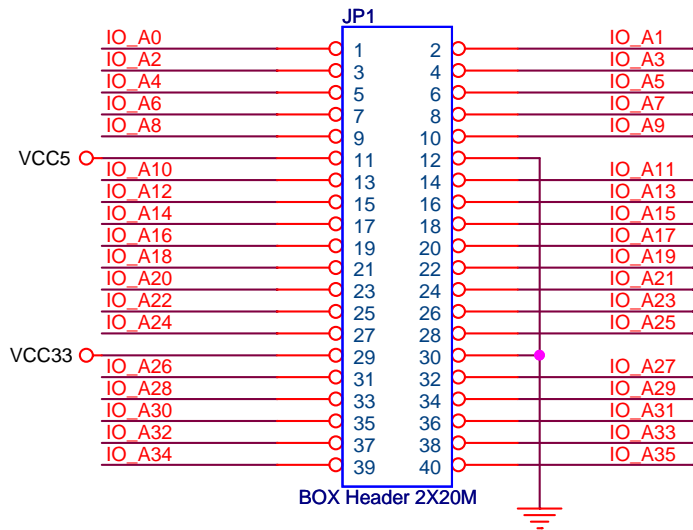 JP1
IO_A0 1 2 IO_A1
IO_A2 3 4 IO_A3
IO_A4 5 6 IO_A5
IO_A6 7 8 IO_A7
IO_A8 9 10 IO_A9
VCC5 11 12
IO_A10 13 14 IO_A11
IO_A12 15 16 IO_A13
IO_A14 17 18 IO_A15
IO_A16 19 20 IO_A17
IO_A18 21 22 IO_A19
IO_A20 23 24 IO_A21
IO_A22 25 26 IO_A23
IO_A24 27 28 IO_A25
VCC33 29 30
IO_A26 31 32 IO_A27
IO_A28 33 34 IO_A29
IO_A30 35 36 IO_A31
IO_A32 37 38 IO_A33
IO_A34 39 40 IO_A35
BOX Header 2X20M